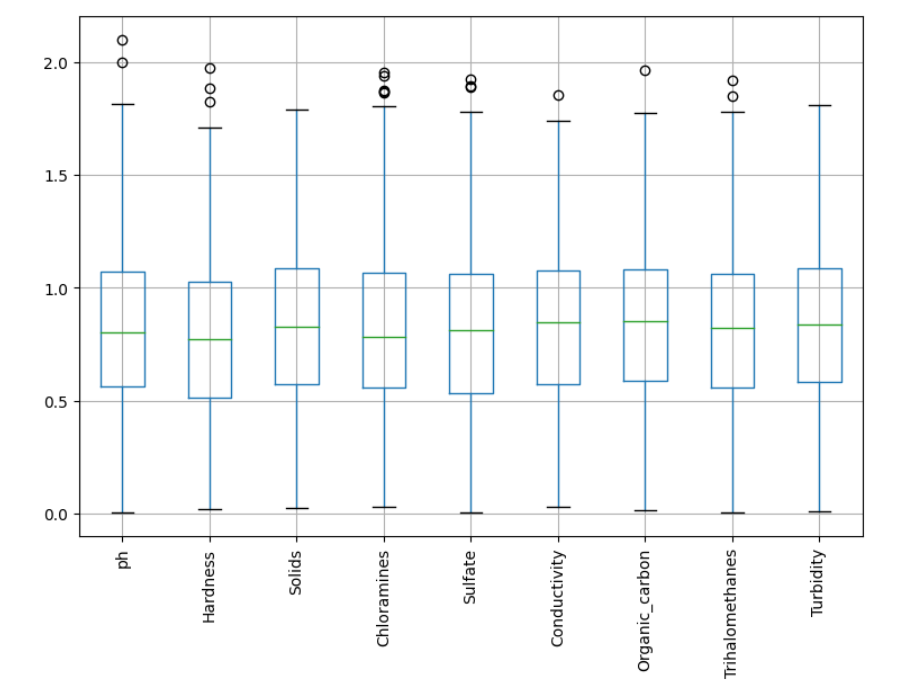 2.0
1.5
1.0
0.5
0.0
ph
Hardness
Solids
Chloramines
Sulfate
Conductivity
Organic_carbon
Trihalomethanes
Turbidity